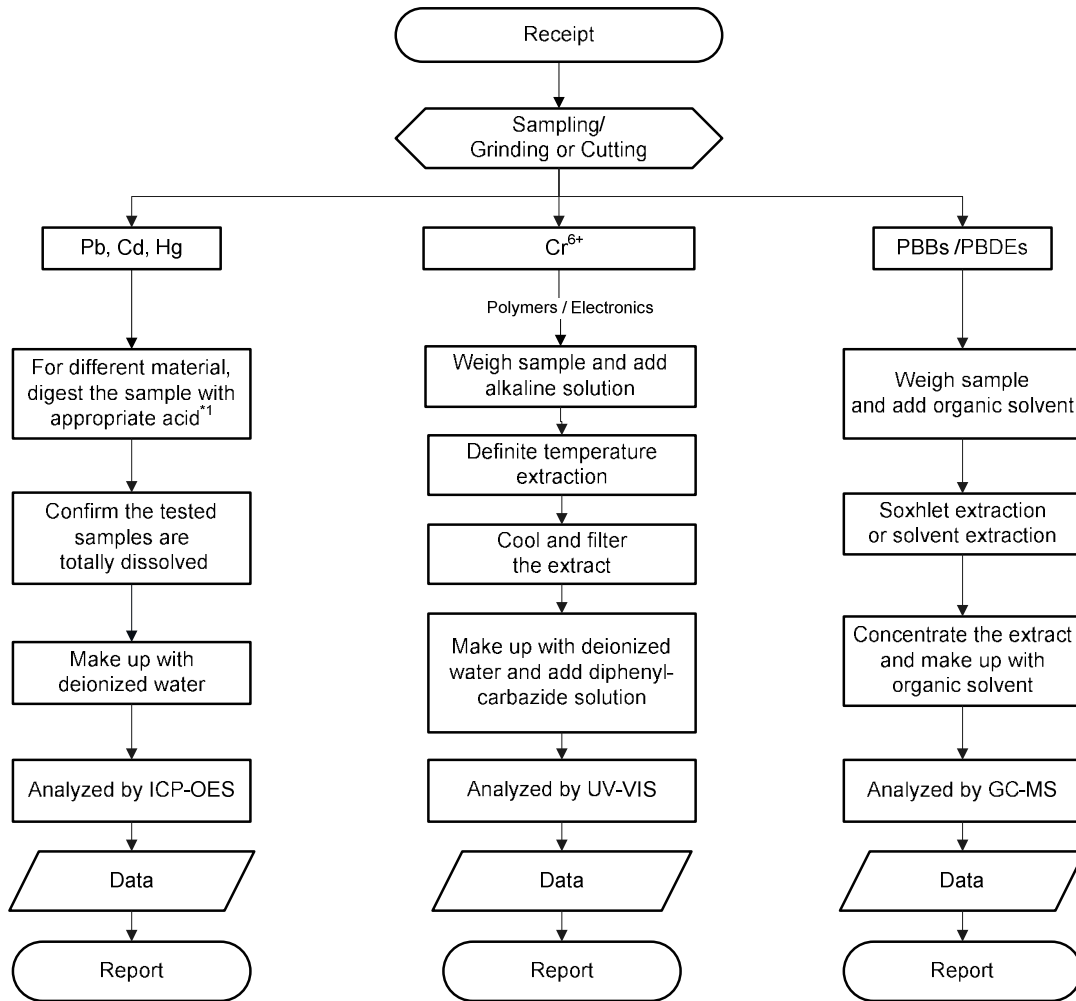 Receipt
Sampling/
Grinding or Cutting
Pb, Cd, Hg
For different material,
digest the sample with
appropriate acid*1
Confirm the tested
samples are
totally dissolved
Make up with
deionized water
Analyzed by ICP-OES
Data
Report
Cr6+
Polymers / Electronics
Weigh sample and add
alkaline solution
Definite temperature
extraction
Cool and filter
the extract
Make up with deionized
water and add diphenyl-
carbazide solution
Analyzed by UV-VIS
Data
Report
PBBs /PBDEs
Weigh sample
and add organic solvent
Soxhlet extraction
or solvent extraction
Concentrate the extract
and make up with
organic solvent
Analyzed by GC-MS
Data
Report